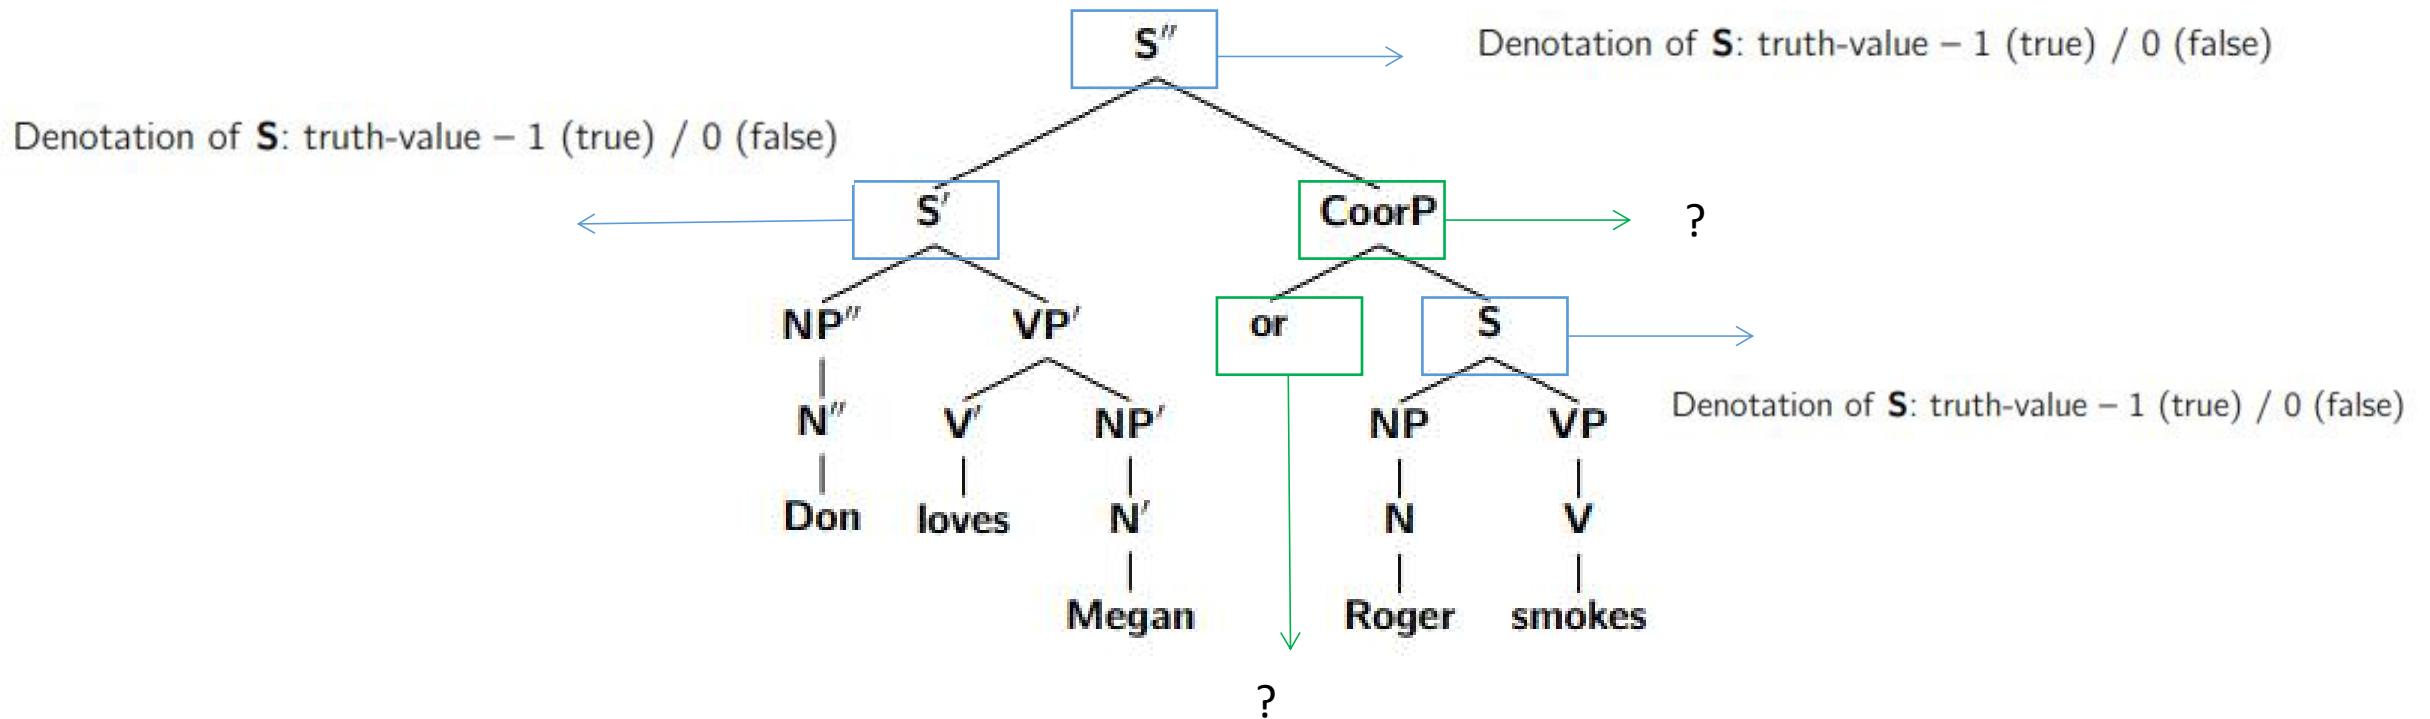 S″
Denotation of S: truth-value – 1 (true) / 0 (false)
Denotation of S: truth-value – 1 (true) / 0 (false)
S′ CoorP ?
NP″ VP′ or S
Denotation of S: truth-value – 1 (true) / 0 (false)
N″ V′ NP′ NP VP
Don loves N′ N V
Megan Roger smokes
?